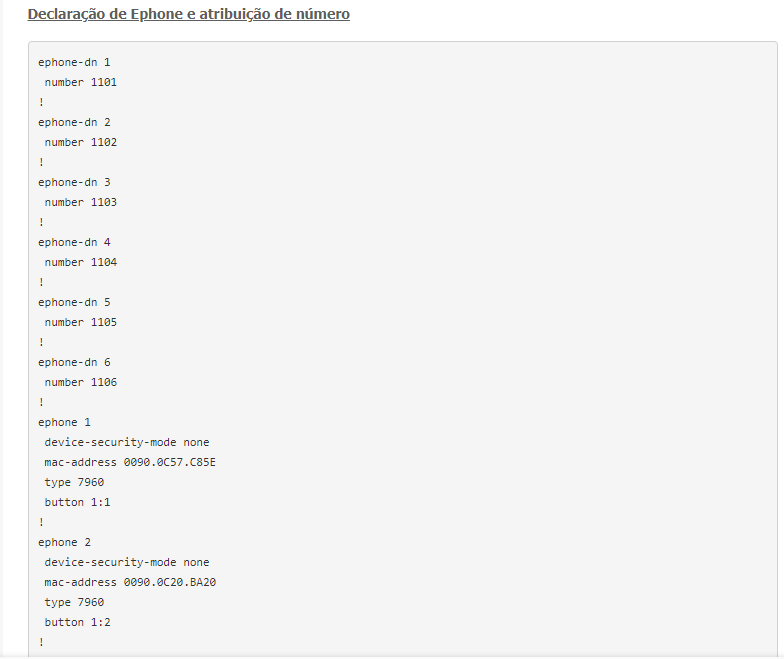 Declaração de Ephone e atribuição de número
ephone-dn 1
number 1101
!
ephone-dn 2
number 1102
!
ephone-dn 3
number 1103
!
ephone-dn 4
number 1104
!
ephone-dn 5
number 1105
!
ephone-dn 6
number 1106
!
ephone 1
device-security-mode none
mac-address 0090.0C57.C85E
type 7960
button 1:1
!
ephone 2
device-security-mode none
mac-address 0090.0C20.BA20
type 7960
button 1:2
!